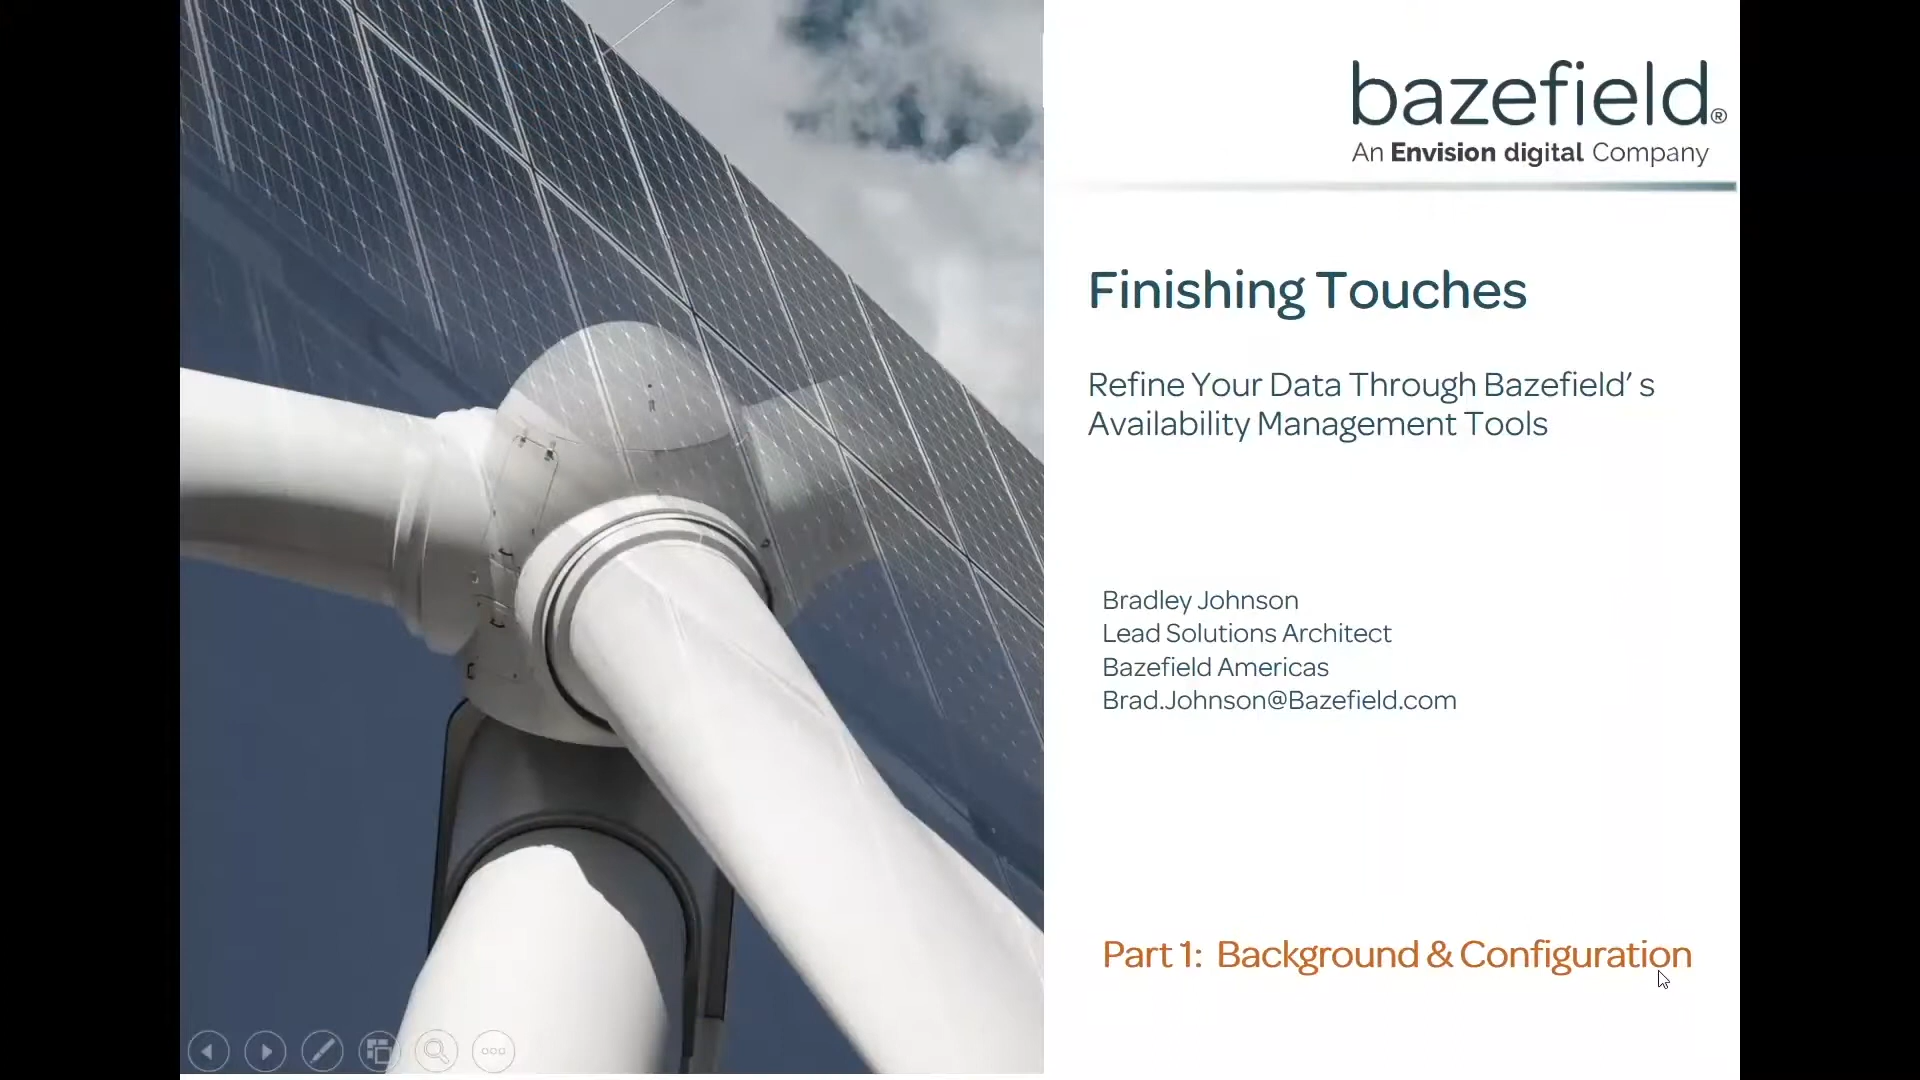 bazefield®
An Envision digital Company
Finishing Touches
Refine Your Data Through Bazefield’ s
Availability Management Tools
Bradley Johnson
Lead Solutions Architect
Bazefield Americas
Brad.Johnson@Bazefield.com
Part 1: Background & Configuration